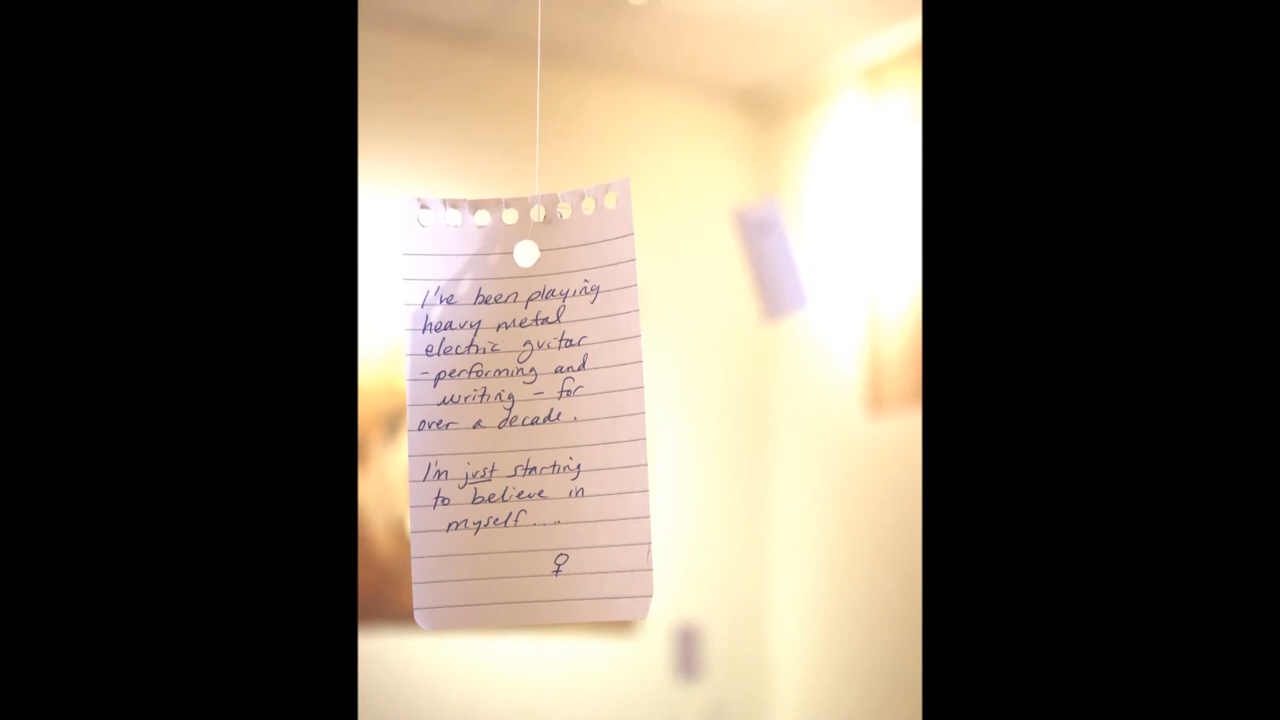 I've been playing
heavy metal
electric guitar
- performing and
writing - for
over a decade.
I'm just starting
to believe in
myself....
♀